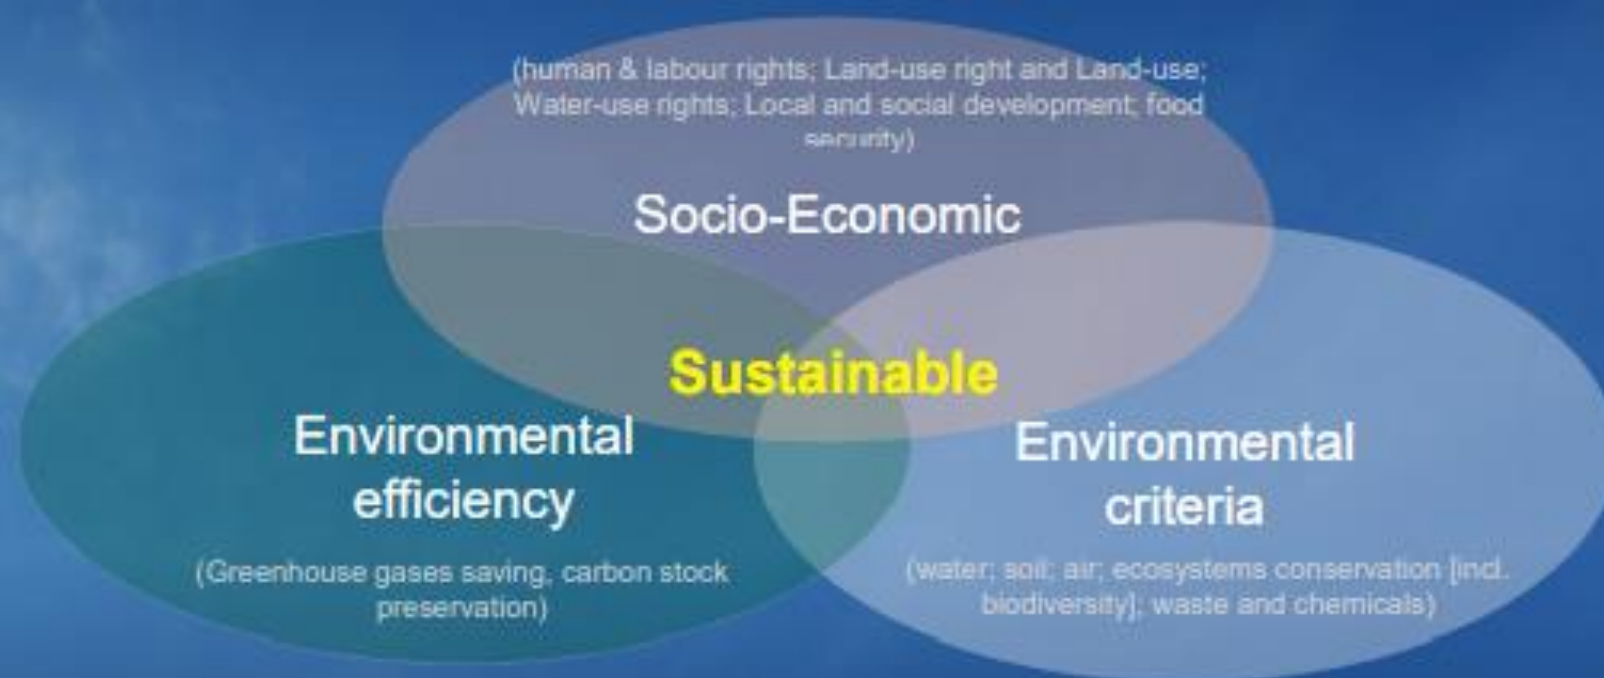 (human & labour rights; Land-use right and Land-use;
Water-use rights; Local and social development; food
security)
Socio-Economic
Sustainable
Environmental
efficiency
(Greenhouse gases saving, carbon stock
preservation)
Environmental
criteria
(water; soil; air; ecosystems conservation [incl.
biodiversity]; waste and chemicals)